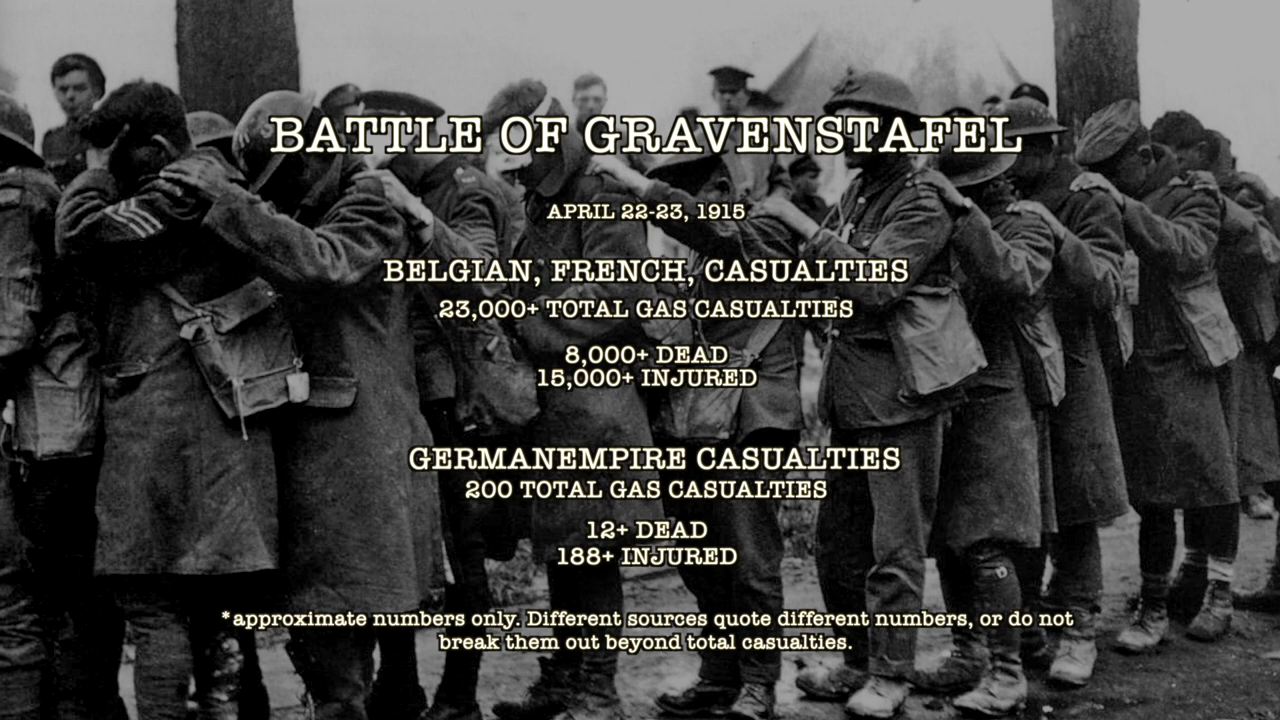 BATTLE OF GRAVENSTAFEL
APRIL 22-23, 1915
BELGIAN, FRENCH, CASUALTIES
23,000+ TOTAL GAS CASUALTIES
8,000+ DEAD
15,000+ INJURED
GERMANEMPIRE CASUALTIES
200 TOTAL GAS CASUALTIES
12+ DEAD
188+ INJURED
*approximate numbers only. Different sources quote different numbers, or do not
break them out beyond total casualties.